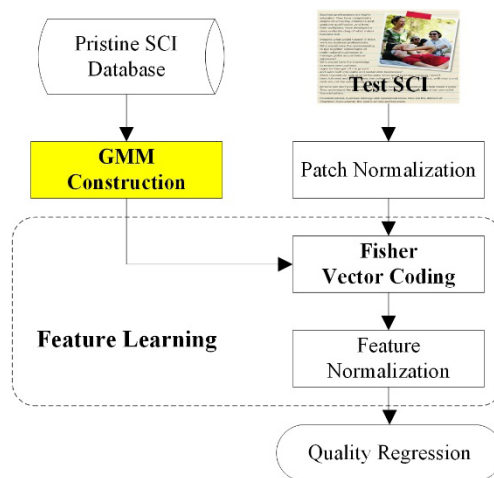 Pristine SCI
Database
Test SCI
GMM
Construction
Patch Normalization
Fisher
Vector Coding
Feature Learning
Feature
Normalization
Quality Regression